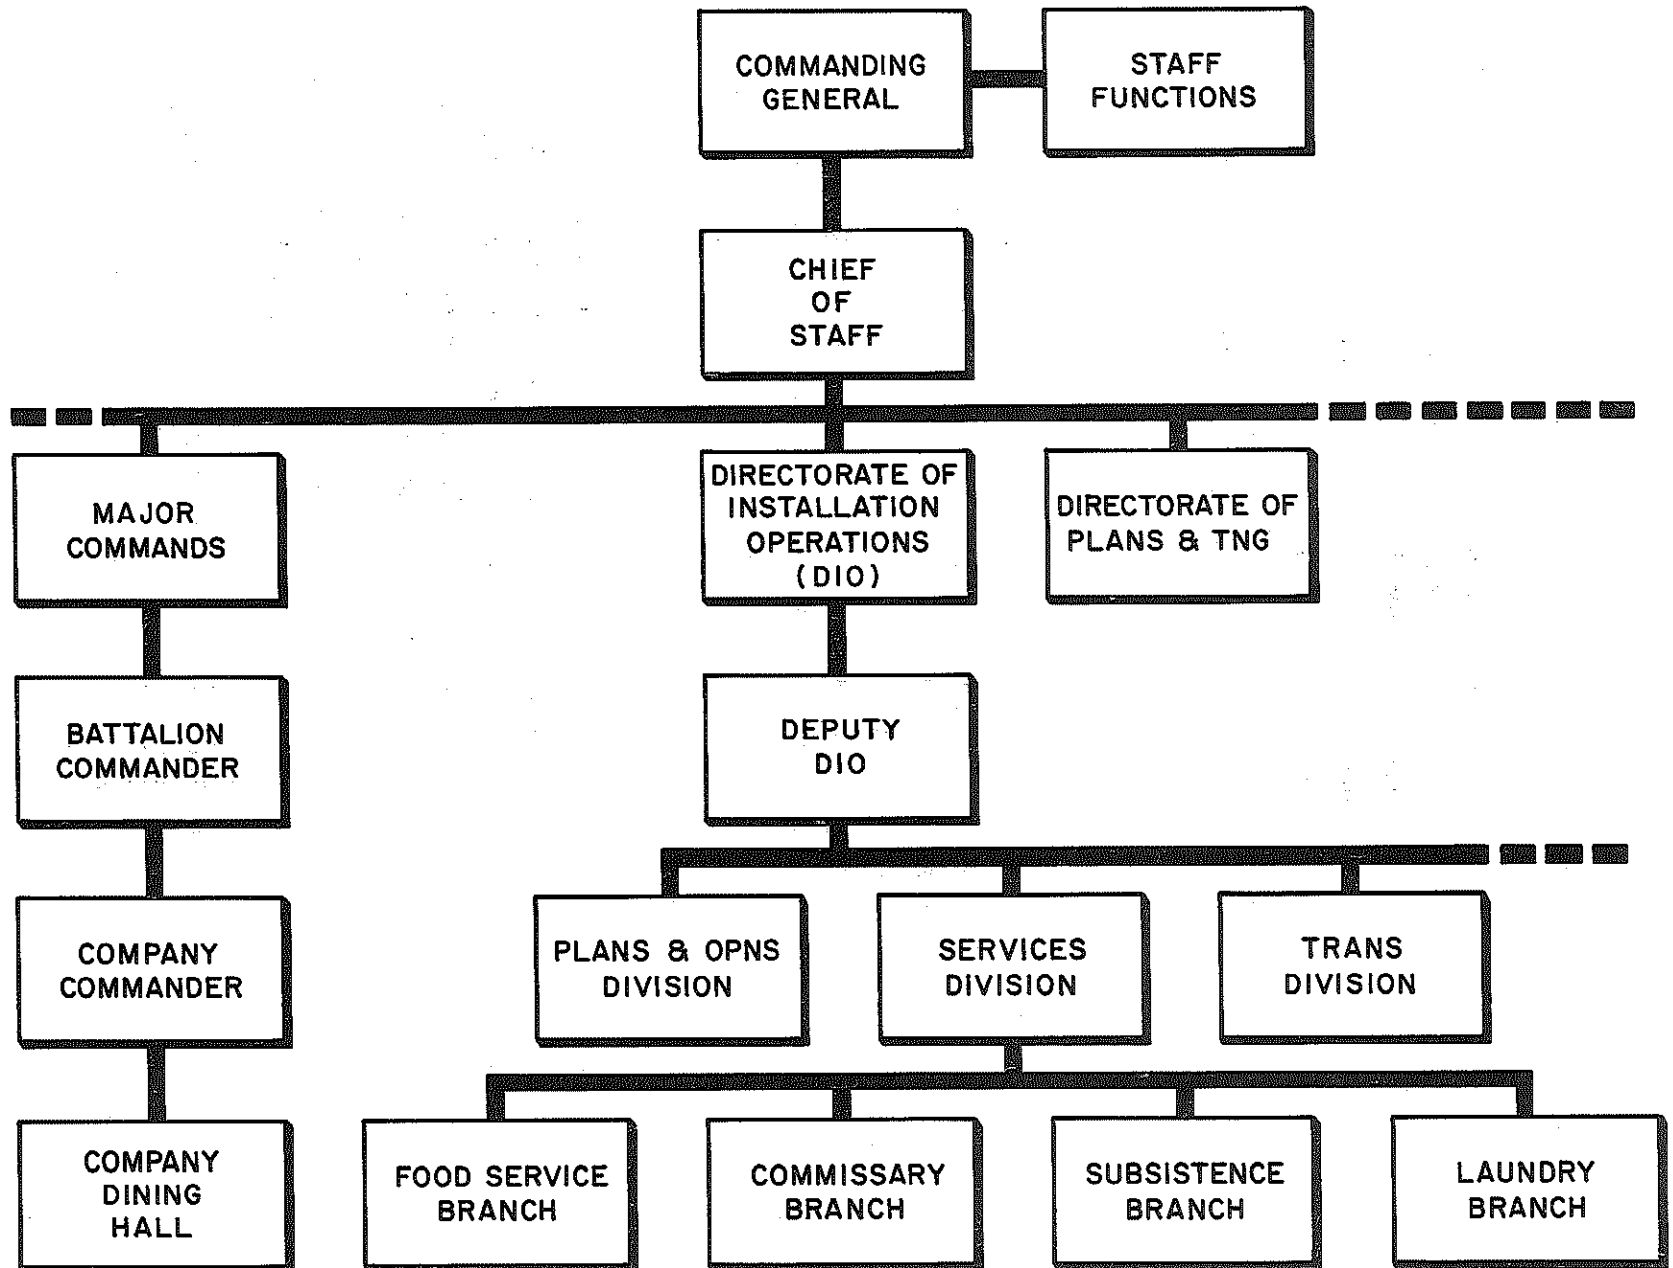 COMMANDING
GENERAL
STAFF
FUNCTIONS
CHIEF
OF
STAFF
MAJOR
COMMANDS
DIRECTORATE OF
INSTALLATION
OPERATIONS
(DIO)
DIRECTORATE OF
PLANS & TNG
BATTALION
COMMANDER
DEPUTY
DIO
COMPANY
COMMANDER
PLANS & OPNS
DIVISION
SERVICES
DIVISION
TRANS
DIVISION
COMPANY
DINING
HALL
FOOD SERVICE
BRANCH
COMMISSARY
BRANCH
SUBSISTENCE
BRANCH
LAUNDRY
BRANCH